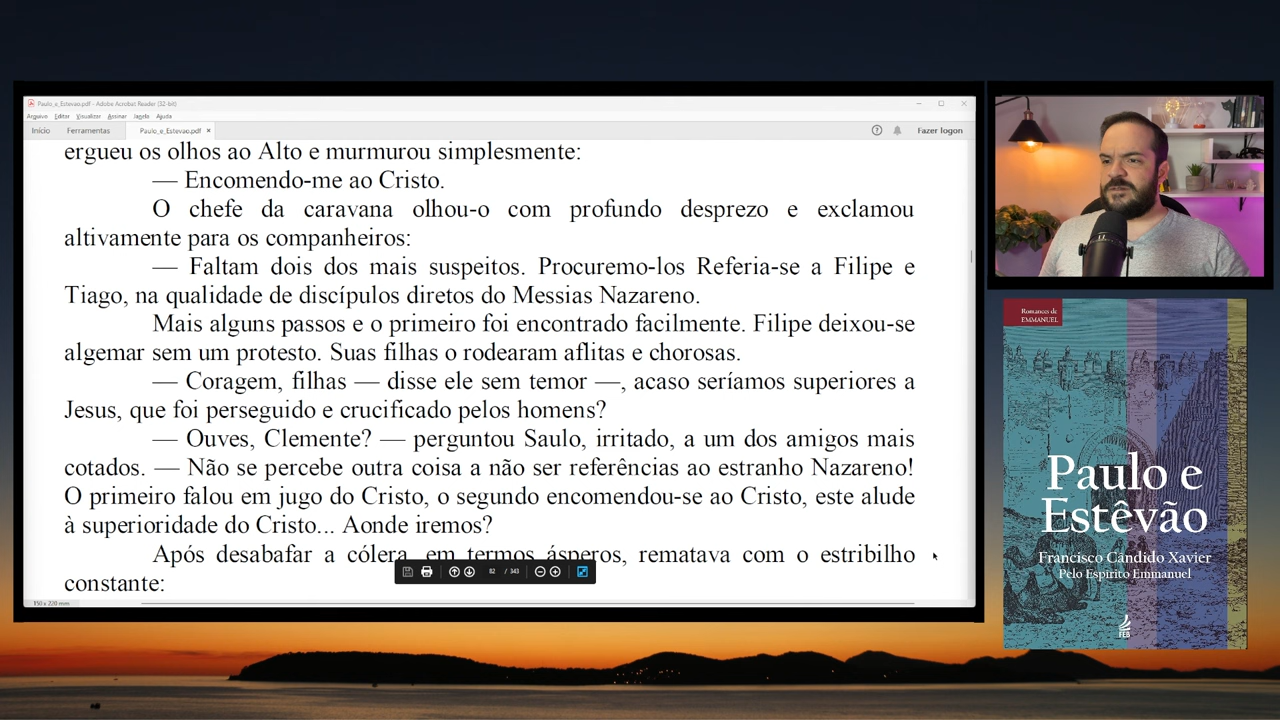 Paulo_e_Estevao.pdf - Adobe Acrobat Reader (32-bit)
Arquivo Editar Visualizar Assinar Janela Ajuda
Início Ferramentas Paulo_e_Estevao.pdf × Fazer logon
ergueu os olhos ao Alto e murmurou simplesmente:
— Encomendo-me ao Cristo.
O chefe da caravana olhou-o com profundo desprezo e exclamou
altivamente para os companheiros:
— Faltam dois dos mais suspeitos. Procuremo-los Referia-se a Filipe e
Tiago, na qualidade de discípulos diretos do Messias Nazareno.
Mais alguns passos e o primeiro foi encontrado facilmente. Filipe deixou-se
algemar sem um protesto. Suas filhas o rodearam aflitas e chorosas.
— Coragem, filhas — disse ele sem temor —, acaso seríamos superiores a
Jesus, que foi perseguido e crucificado pelos homens?
— Ouves, Clemente? — perguntou Saulo, irritado, a um dos amigos mais
cotados. — Não se percebe outra coisa a não ser referências ao estranho Nazareno!
O primeiro falou em jugo do Cristo, o segundo encomendou-se ao Cristo, este alude
à superioridade do Cristo... Aonde iremos?
Após desabafar a cólera, em termos ásperos, rematava com o estribilho
constante:
82 / 343
150 x 220 mm
Romances de
EMMANUEL
Paulo e
Estêvão
Francisco Cândido Xavier
Pelo Espírito Emmanuel
FEB